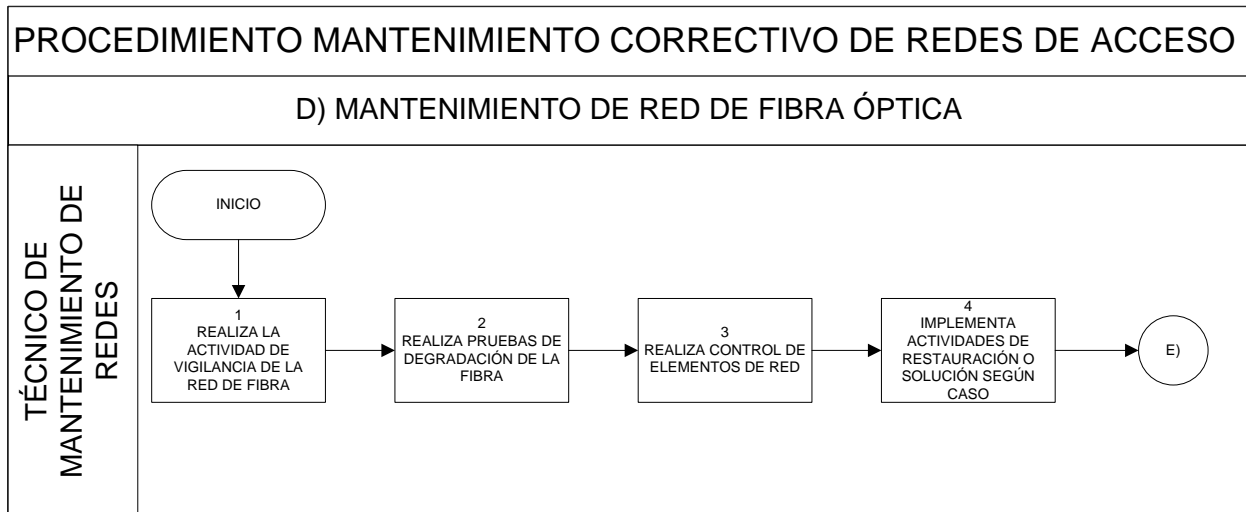 PROCEDIMIENTO MANTENIMIENTO CORRECTIVO DE REDES DE ACCESO
D) MANTENIMIENTO DE RED DE FIBRA ÓPTICA
TÉCNICO DE
MANTENIMIENTO DE
REDES
INICIO
1
REALIZA LA
ACTIVIDAD DE
VIGILANCIA DE LA
RED DE FIBRA
2
REALIZA PRUEBAS DE
DEGRADACIÓN DE LA
FIBRA
3
REALIZA CONTROL DE
ELEMENTOS DE RED
4
IMPLEMENTA
ACTIVIDADES DE
RESTAURACIÓN O
SOLUCIÓN SEGÚN
CASO
E)